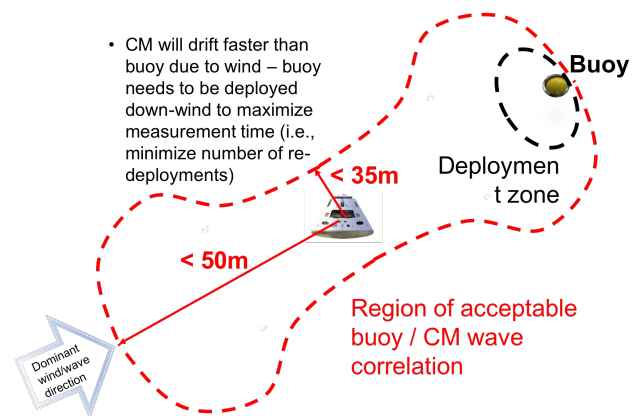 • CM will drift faster than
buoy due to wind – buoy
needs to be deployed
down-wind to maximize
measurement time (i.e.,
minimize number of re-
deployments)
Buoy
Deploymen
t zone
< 35m
< 50m
Region of acceptable
buoy / CM wave
correlation
Dominant
wind/wave
direction